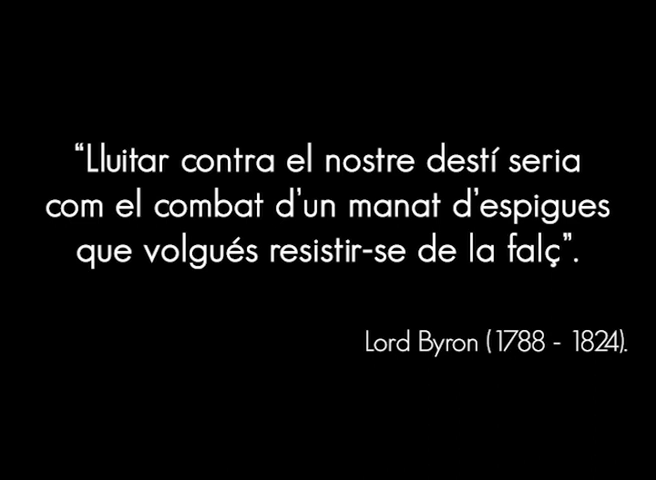 “Lluitar contra el nostre destí seria
com el combat d’un manat d’espigues
que volgués resistir-se de la falç”.
Lord Byron (1788 - 1824).